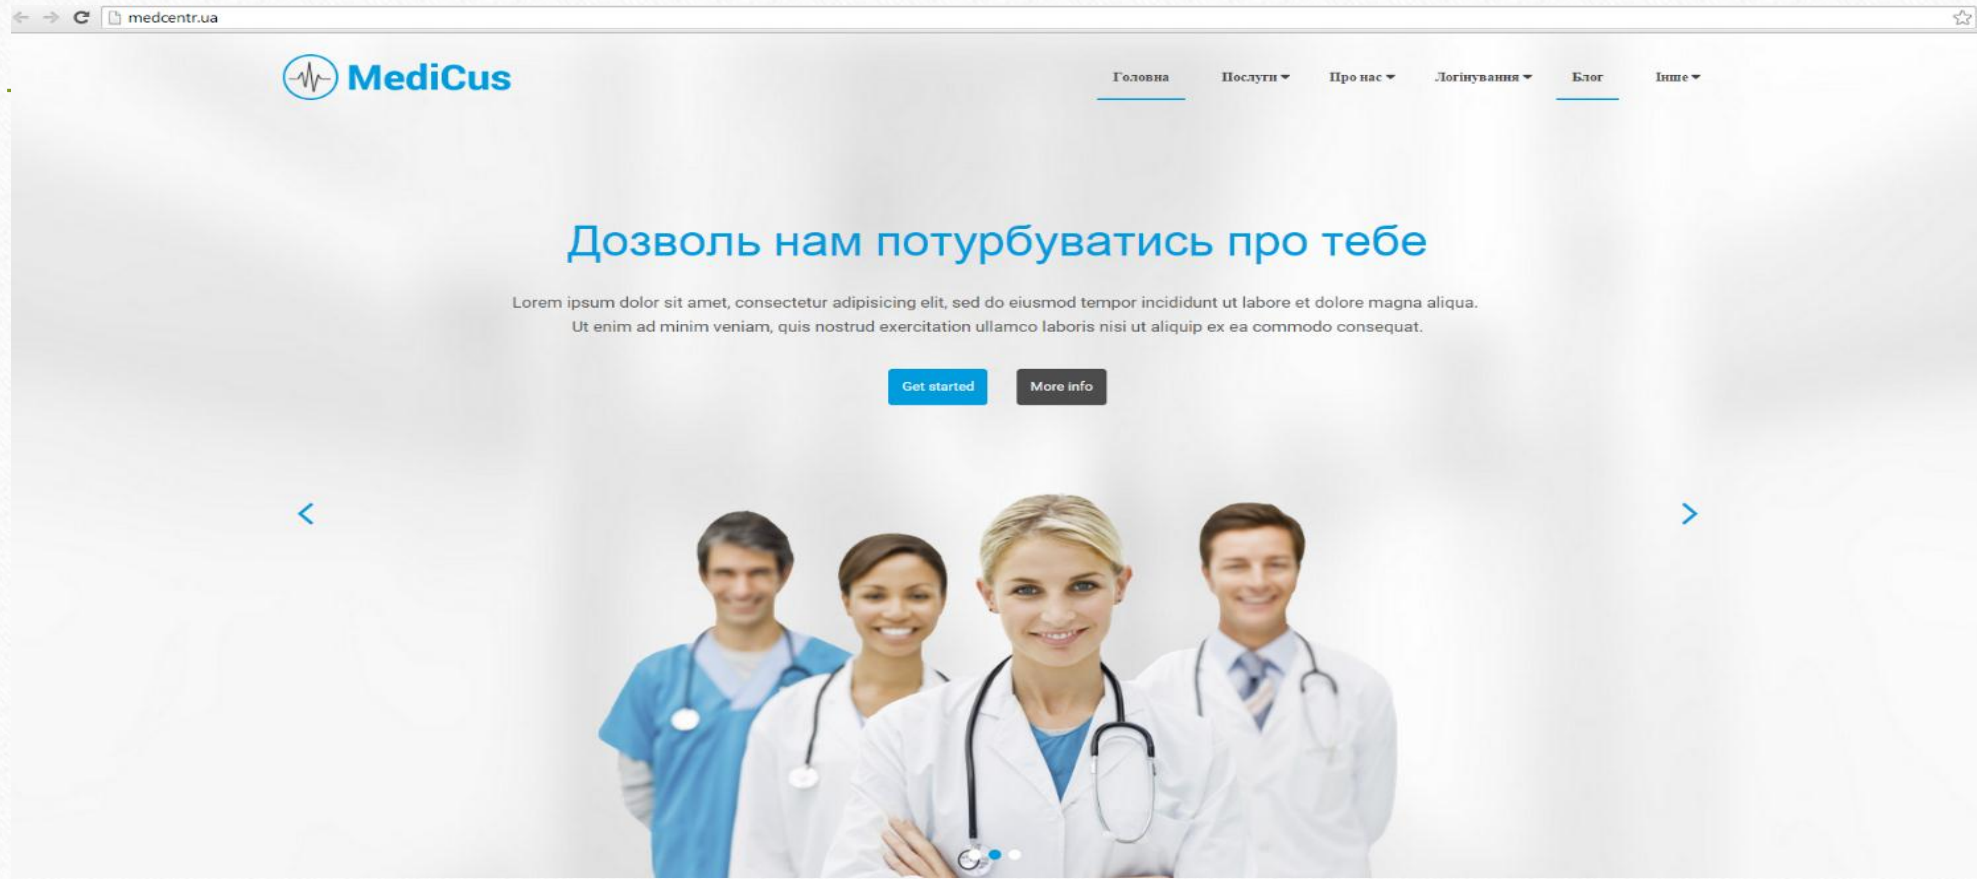 medcentr.ua
MediCus
Головна Послуги Про нас Логінування Блог Інше
Дозволь нам потурбуватись про тебе
Lorem ipsum dolor sit amet, consectetur adipisicing elit, sed do eiusmod tempor incididunt ut labore et dolore magna aliqua.
Ut enim ad minim veniam, quis nostrud exercitation ullamco laboris nisi ut aliquip ex ea commodo consequat.
Get started More info